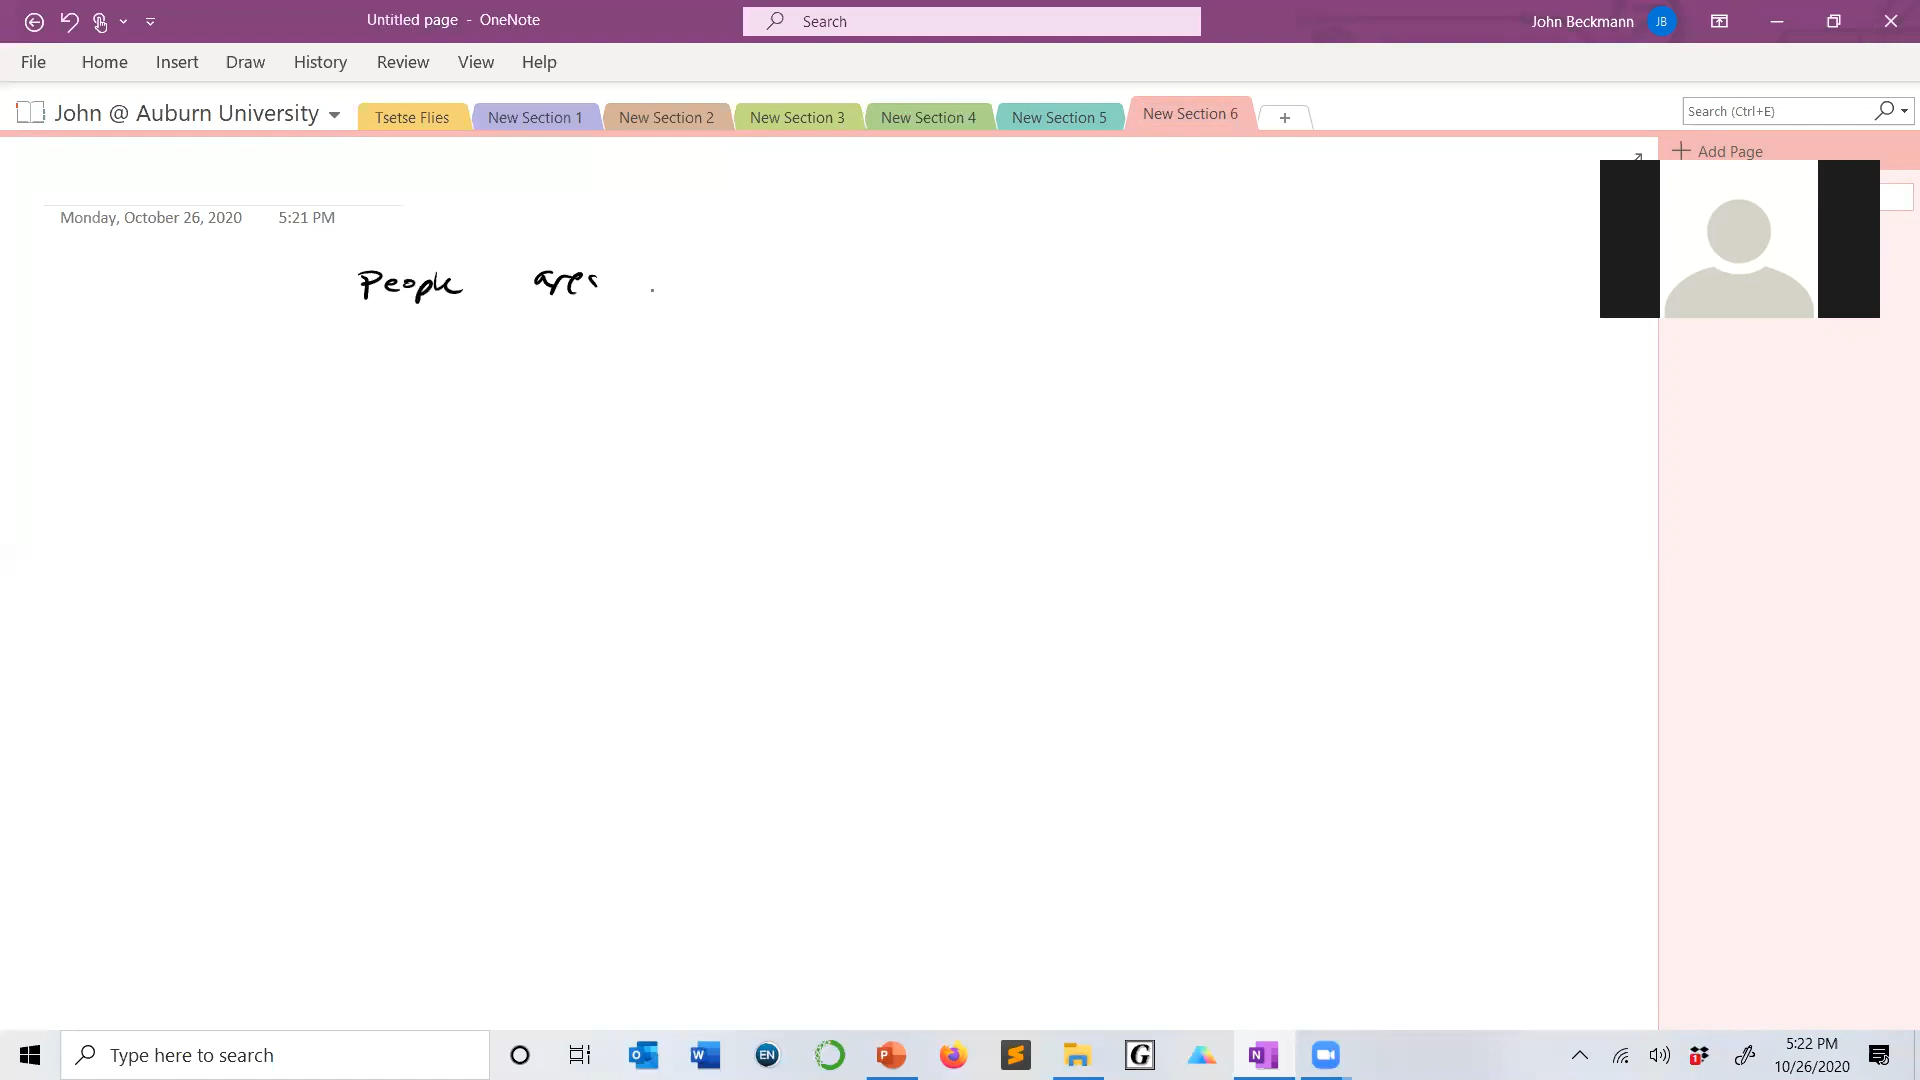 Untitled page - OneNote
Search
John Beckmann
JB
File Home Insert Draw History Review View Help
John @ Auburn University
Tsetse Flies New Section 1 New Section 2 New Section 3 New Section 4 New Section 5 New Section 6 +
Search (Ctrl+E)
Add Page
Monday, October 26, 2020 5:21 PM
People
Type here to search
O W EN P S G N
1
5:22 PM
10/26/2020